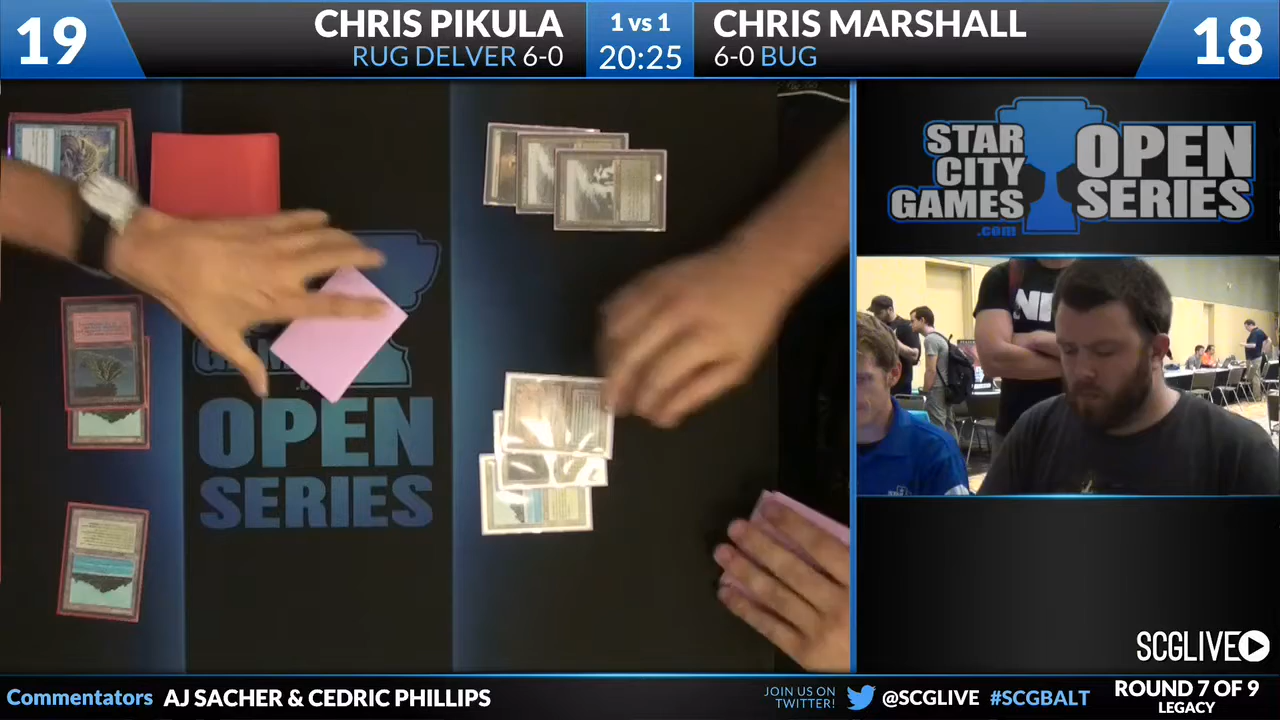 19
CHRIS PIKULA
RUG DELVER 6-0
1 vs 1
20:25
CHRIS MARSHALL
6-0 BUG
18
STAR
CITY
GAMES
.com
OPEN
SERIES
OPEN
SERIES
SCGLIVE
Commentators AJ SACHER & CEDRIC PHILLIPS
JOIN US ON
TWITTER!
@SCGLIVE #SCGBALT
ROUND 7 OF 9
LEGACY